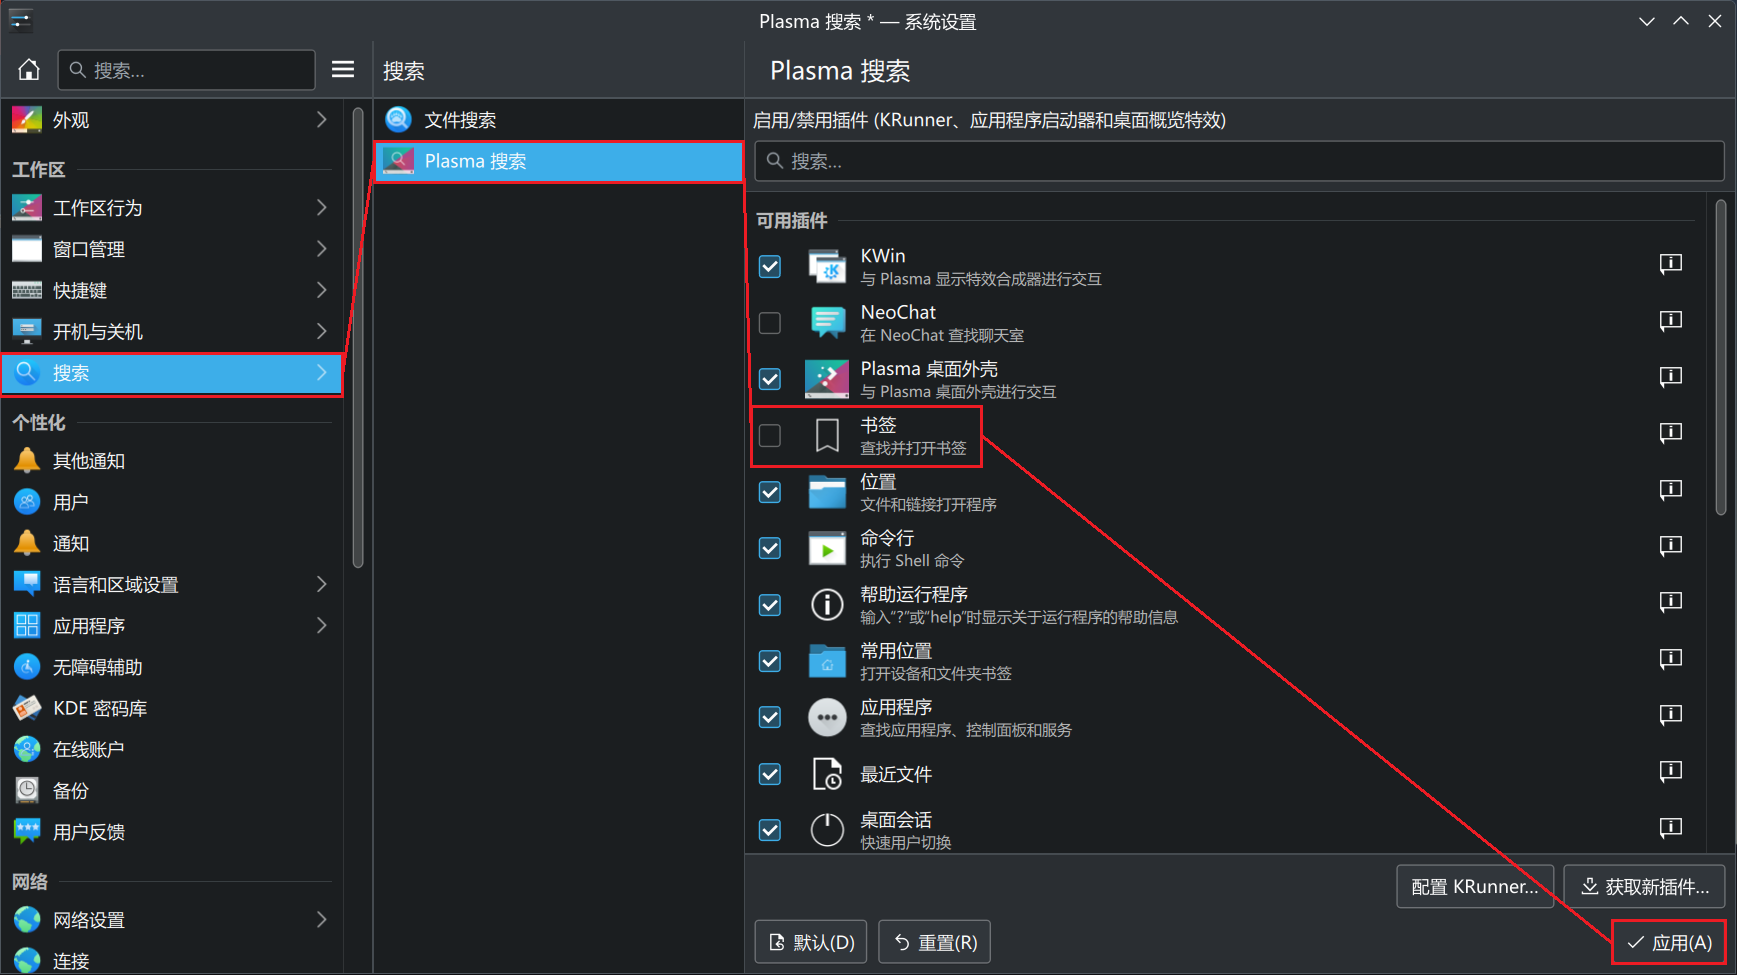 Plasma 搜索 * — 系统设置
搜索...
搜索
Plasma 搜索
外观
工作区
工作区行为
窗口管理
快捷键
开机与关机
搜索
个性化
其他通知
用户
通知
语言和区域设置
应用程序
无障碍辅助
KDE 密码库
在线账户
备份
用户反馈
网络
网络设置
连接
文件搜索
Plasma 搜索
启用/禁用插件 (KRunner、应用程序启动器和桌面概览特效)
搜索...
可用插件
KWin
与 Plasma 显示特效合成器进行交互
NeoChat
在 NeoChat 查找聊天室
Plasma 桌面外壳
与 Plasma 桌面外壳进行交互
书签
查找并打开书签
位置
文件和链接打开程序
命令行
执行 Shell 命令
帮助运行程序
输入“?”或“help”时显示关于运行程序的帮助信息
常用位置
打开设备和文件夹书签
应用程序
查找应用程序、控制面板和服务
最近文件
桌面会话
快速用户切换
配置 KRunner...
获取新插件...
默认(D)
重置(R)
应用(A)